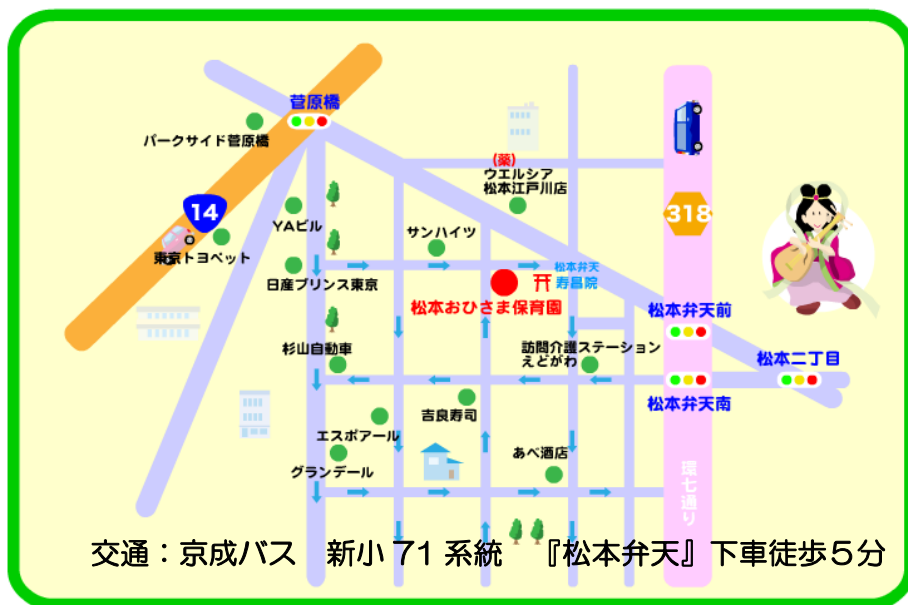 菅原橋
パークサイド菅原橋
(薬)
ウエルシア
松本江戸川店
14
318
YAビル
サンハイツ
東京トヨペット
松本弁天
寿昌院
日産プリンス東京
松本おひさま保育園
松本弁天前
杉山自動車
訪問介護ステーション
えどがわ
松本二丁目
松本弁天南
吉良寿司
エスポアール
あべ酒店
グランデール
環七通り
交通：京成バス　新小 71 系統　『松本弁天』下車徒歩５分